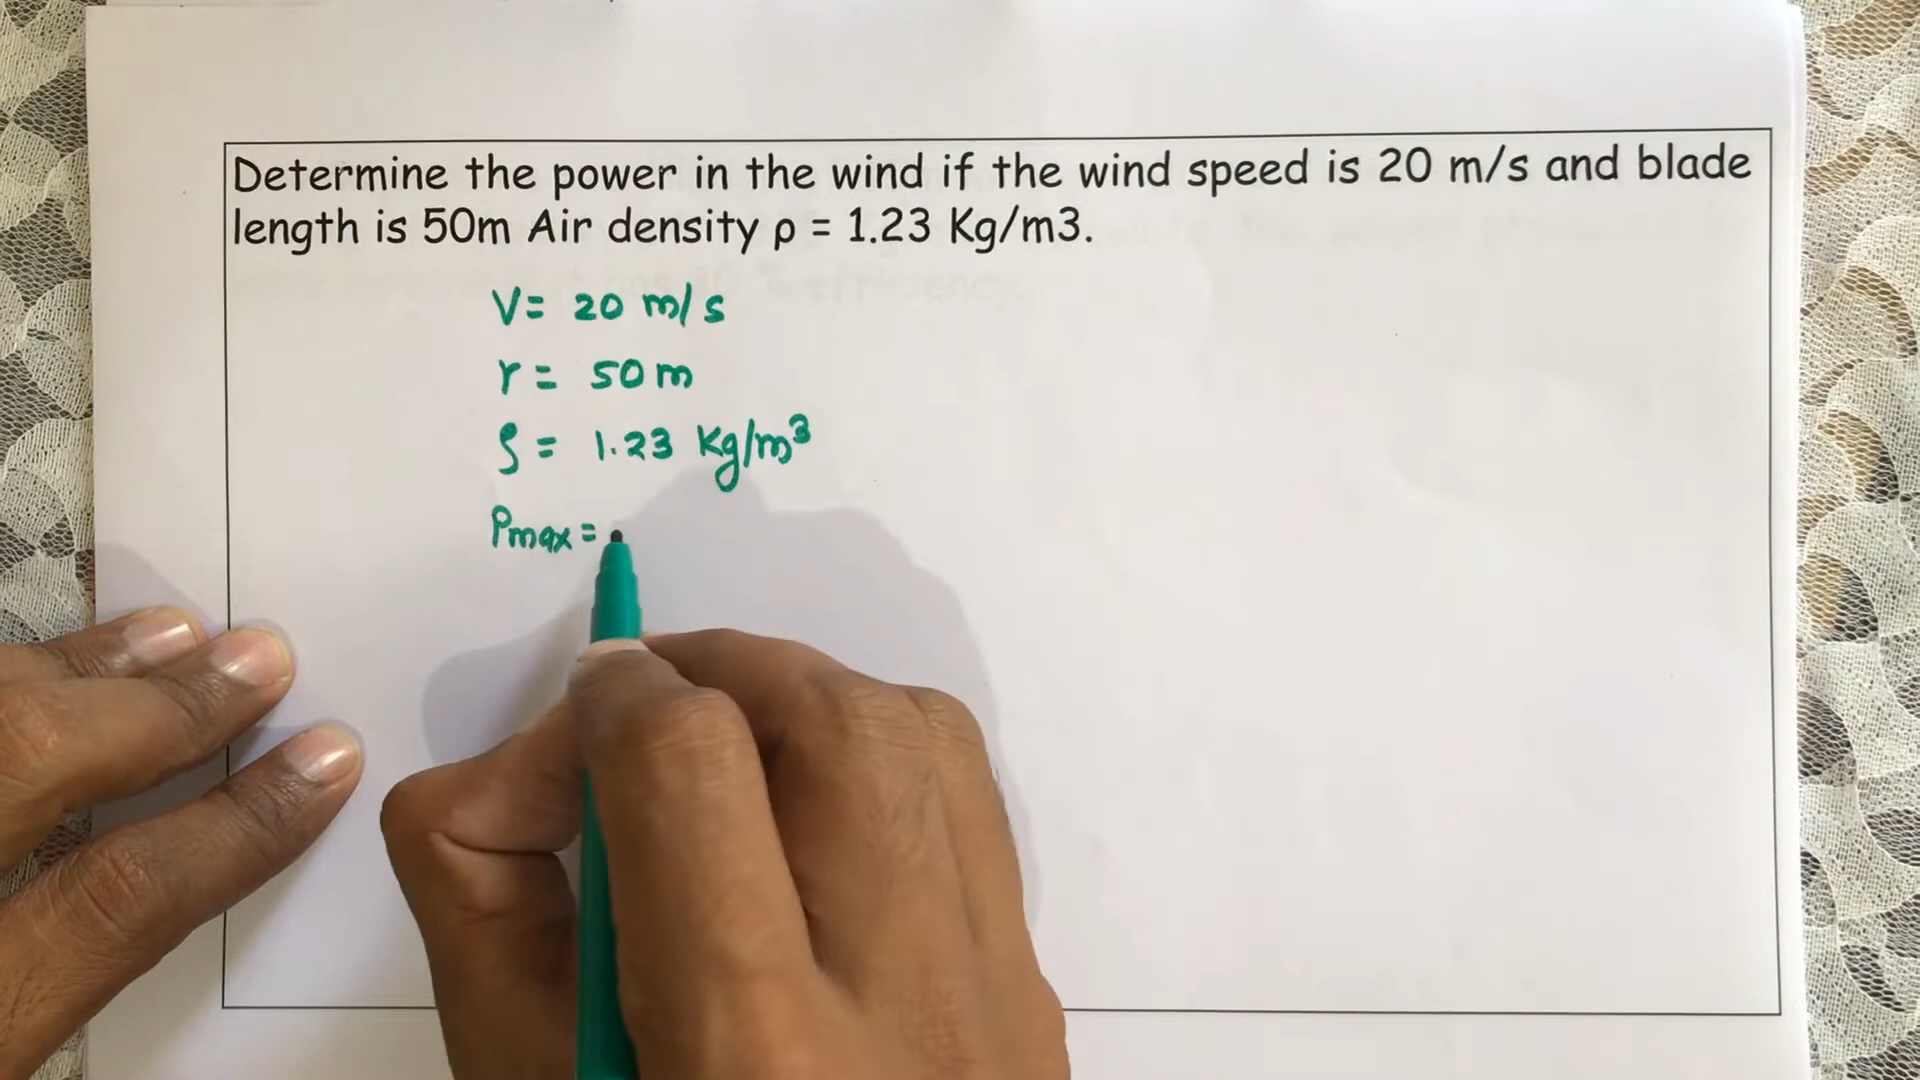 Determine the power in the wind if the wind speed is 20 m/s and blade
length is 50m Air density ρ = 1.23 Kg/m3.
V = 20 m/s
r = 50 m
ρ = 1.23 Kg/m³
Pmax =